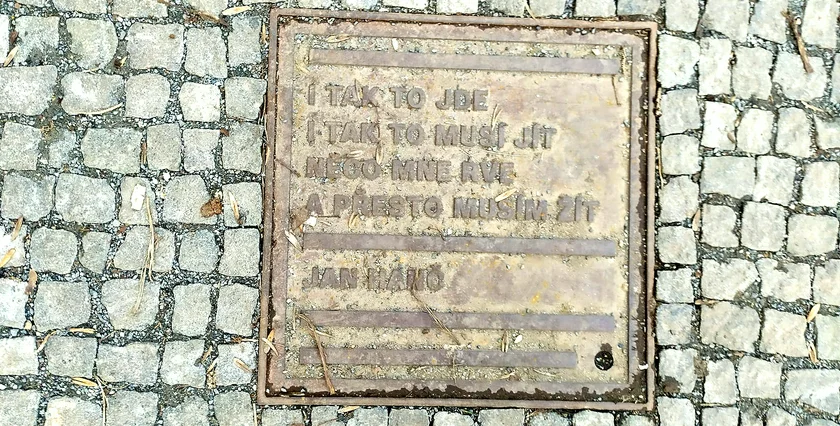 I TAK TO JDE
I TAK TO MUSÍ JÍT
NĚCO MNE RVE
A PŘESTO MUSÍM ŽÍT
JAN HANČ